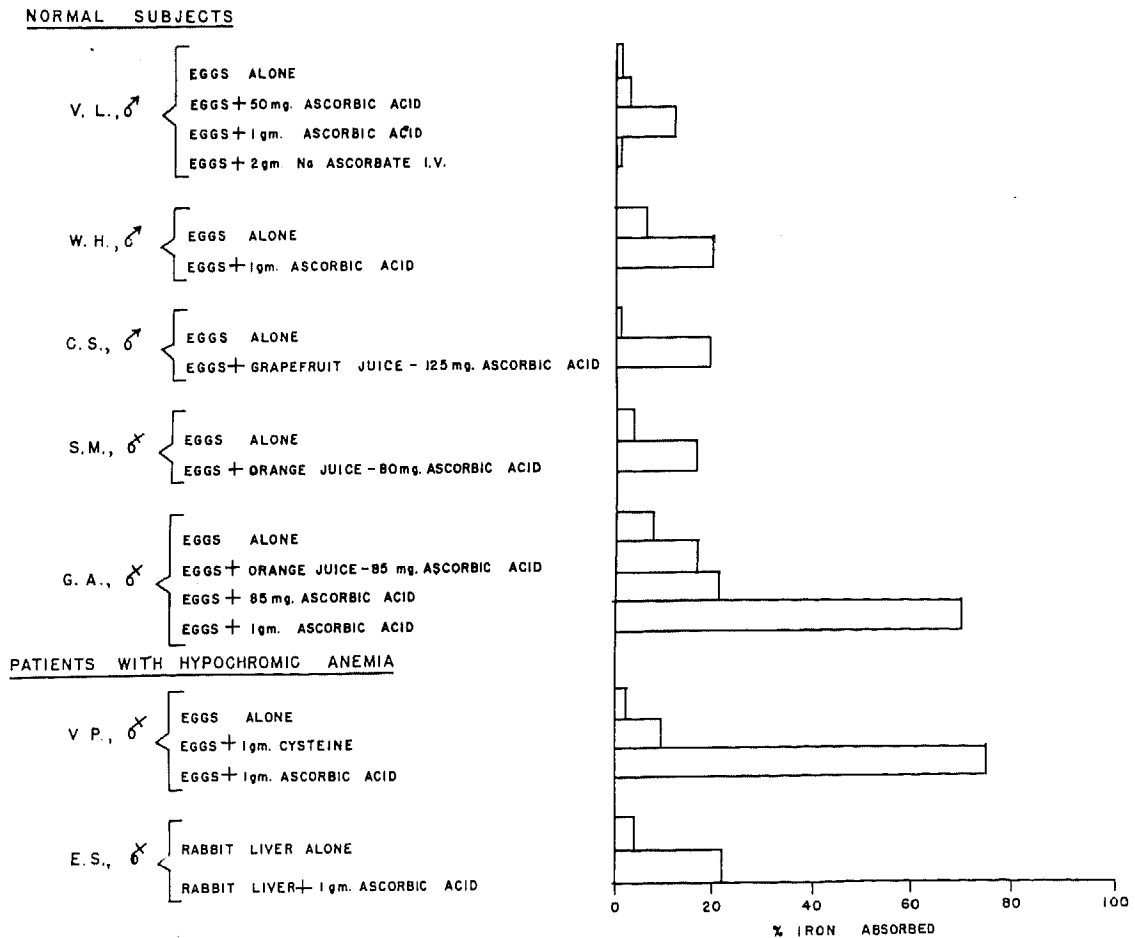 NORMAL SUBJECTS
V. L., ♂
EGGS ALONE
EGGS + 50 mg. ASCORBIC ACID
EGGS + 1 gm. ASCORBIC ACID
EGGS + 2 gm. Na ASCORBATE I.V.
W. H., ♂
EGGS ALONE
EGGS + 1 gm. ASCORBIC ACID
C. S., ♂
EGGS ALONE
EGGS + GRAPEFRUIT JUICE - 125 mg. ASCORBIC ACID
S. M.,
EGGS ALONE
EGGS + ORANGE JUICE - 80 mg. ASCORBIC ACID
G. A.,
EGGS ALONE
EGGS + ORANGE JUICE - 85 mg. ASCORBIC ACID
EGGS + 85 mg. ASCORBIC ACID
EGGS + 1 gm. ASCORBIC ACID
PATIENTS WITH HYPOCHROMIC ANEMIA
V P.,
EGGS ALONE
EGGS + 1 gm. CYSTEINE
EGGS + 1 gm. ASCORBIC ACID
E. S.,
RABBIT LIVER ALONE
RABBIT LIVER + 1 gm. ASCORBIC ACID
0 20 40 60 80 100
% IRON ABSORBED